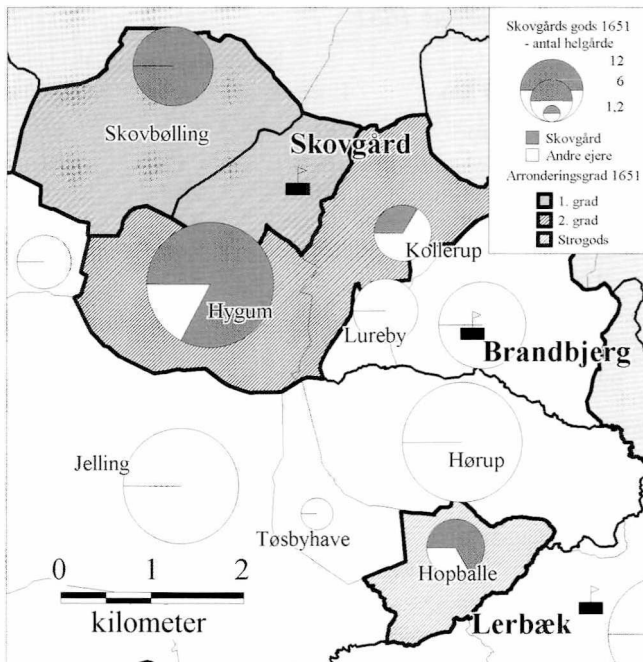 Skovgårds gods 1651
- antal helgårde
12
6
1,2
Skovgård
Andre ejere
Arronderingsgrad 1651
1. grad
2. grad
Strøgods
Skovbølling
Skovgård
Kollerup
Hygum
Lureby
Brandbjerg
Jelling
Hørup
Tøsbyhave
Hopballe
Lerbæk
0 1 2
kilometer